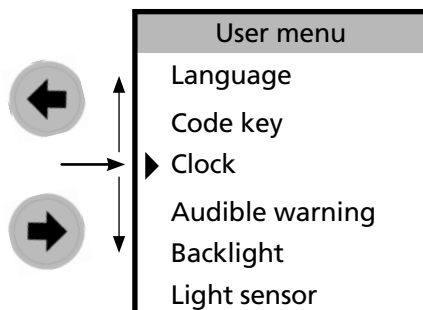 User menu
Language
Code key
Clock
Audible warning
Backlight
Light sensor